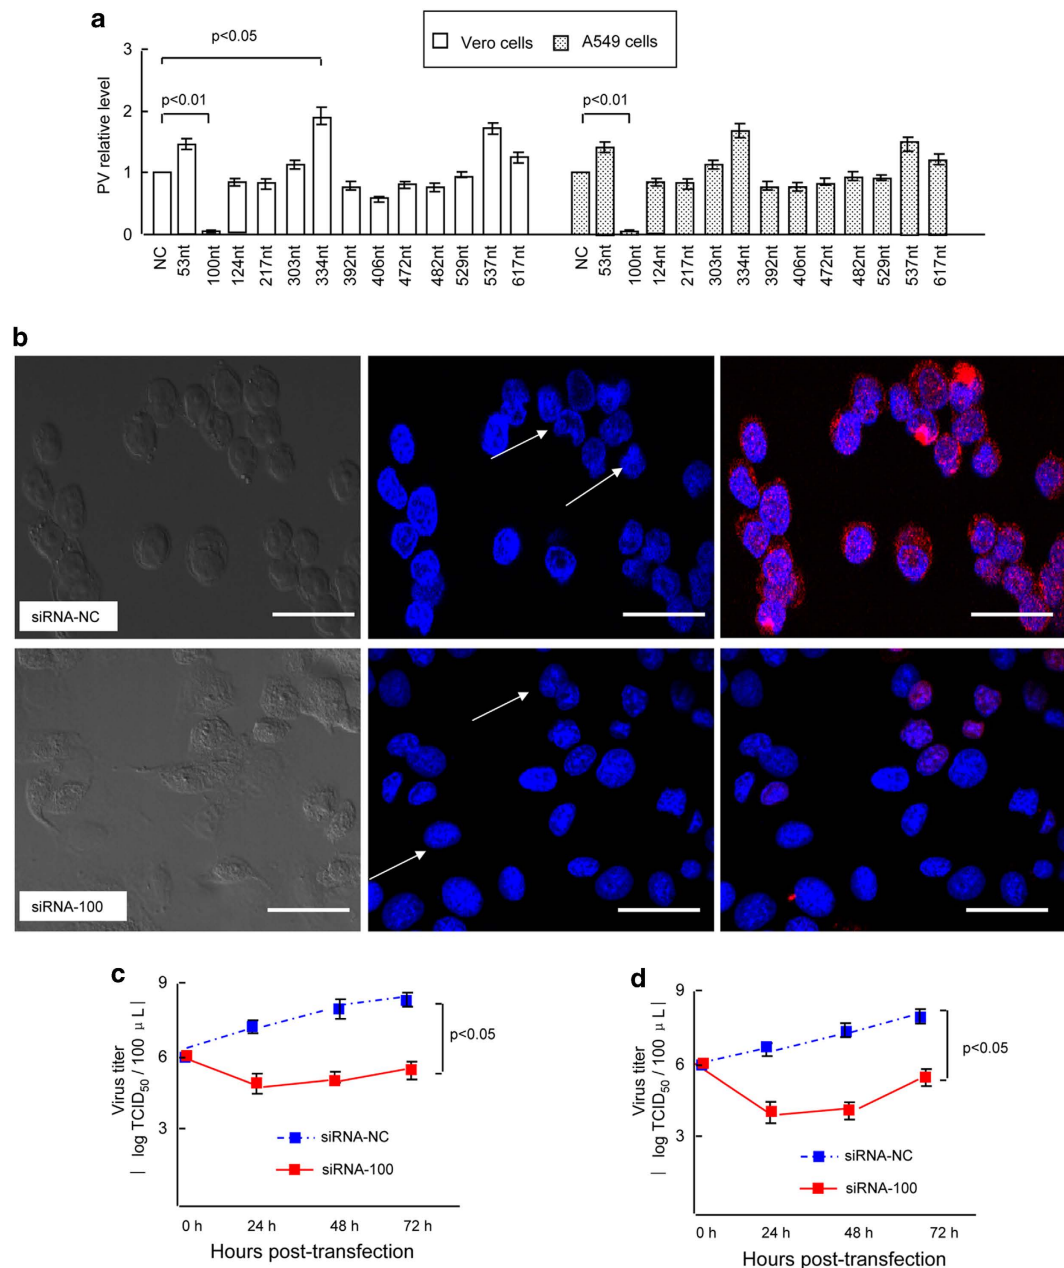 a
p<0.05
Vero cells
A549 cells
3
2
1
0
PV relative level
p<0.01
p<0.01
NC
53nt
100nt
124nt
217nt
303nt
334nt
392nt
406nt
472nt
482nt
529nt
537nt
617nt
NC
53nt
100nt
124nt
217nt
303nt
334nt
392nt
406nt
472nt
482nt
529nt
537nt
617nt
b
siRNA-NC
siRNA-100
c
9
6
3
Virus titer
| log TCID50 / 100 μL |
p<0.05
siRNA-NC
siRNA-100
0 h
24 h
48 h
72 h
Hours post-transfection
d
9
6
3
Virus titer
| log TCID50 / 100 μL |
p<0.05
siRNA-NC
siRNA-100
0 h
24 h
48 h
72 h
Hours post-transfection